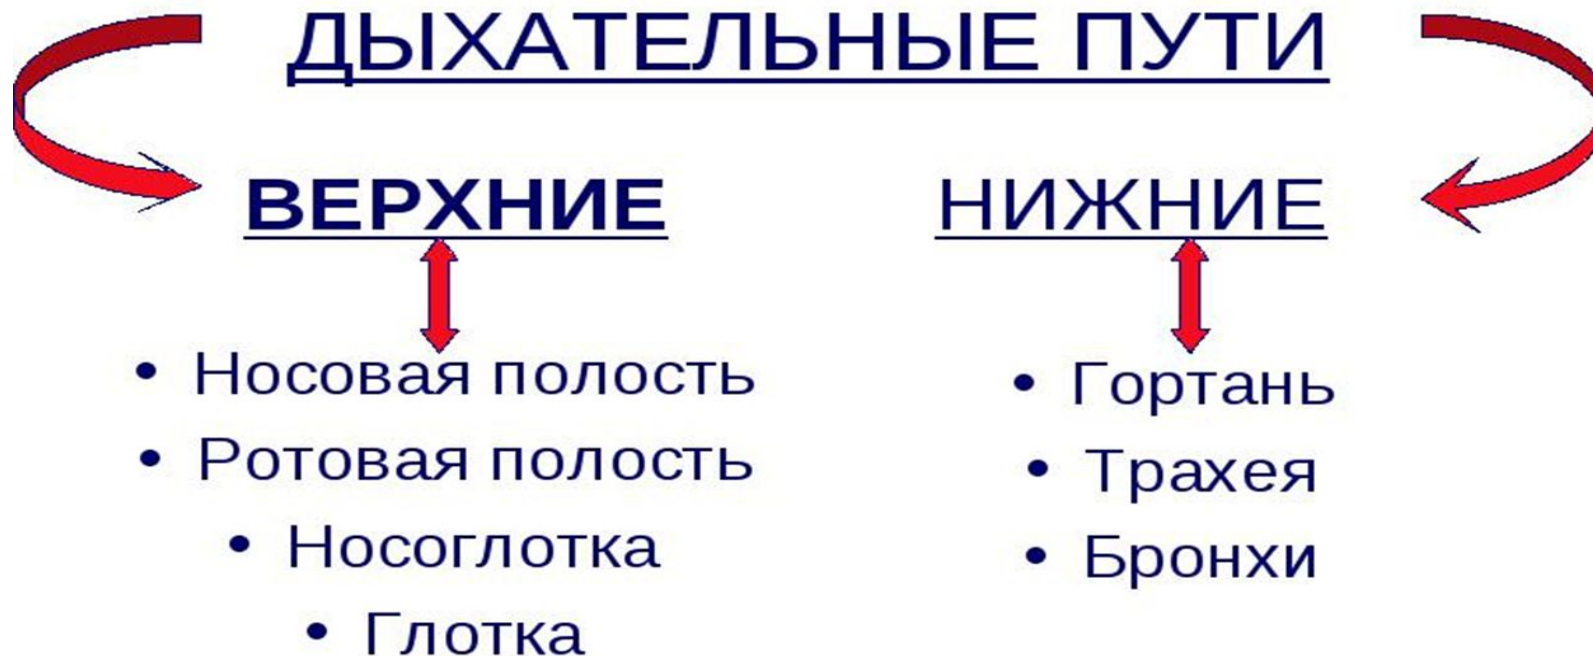 ДЫХАТЕЛЬНЫЕ ПУТИ
ВЕРХНИЕ
• Носовая полость
• Ротовая полость
• Носоглотка
• Глотка
НИЖНИЕ
• Гортань
• Трахея
• Бронхи